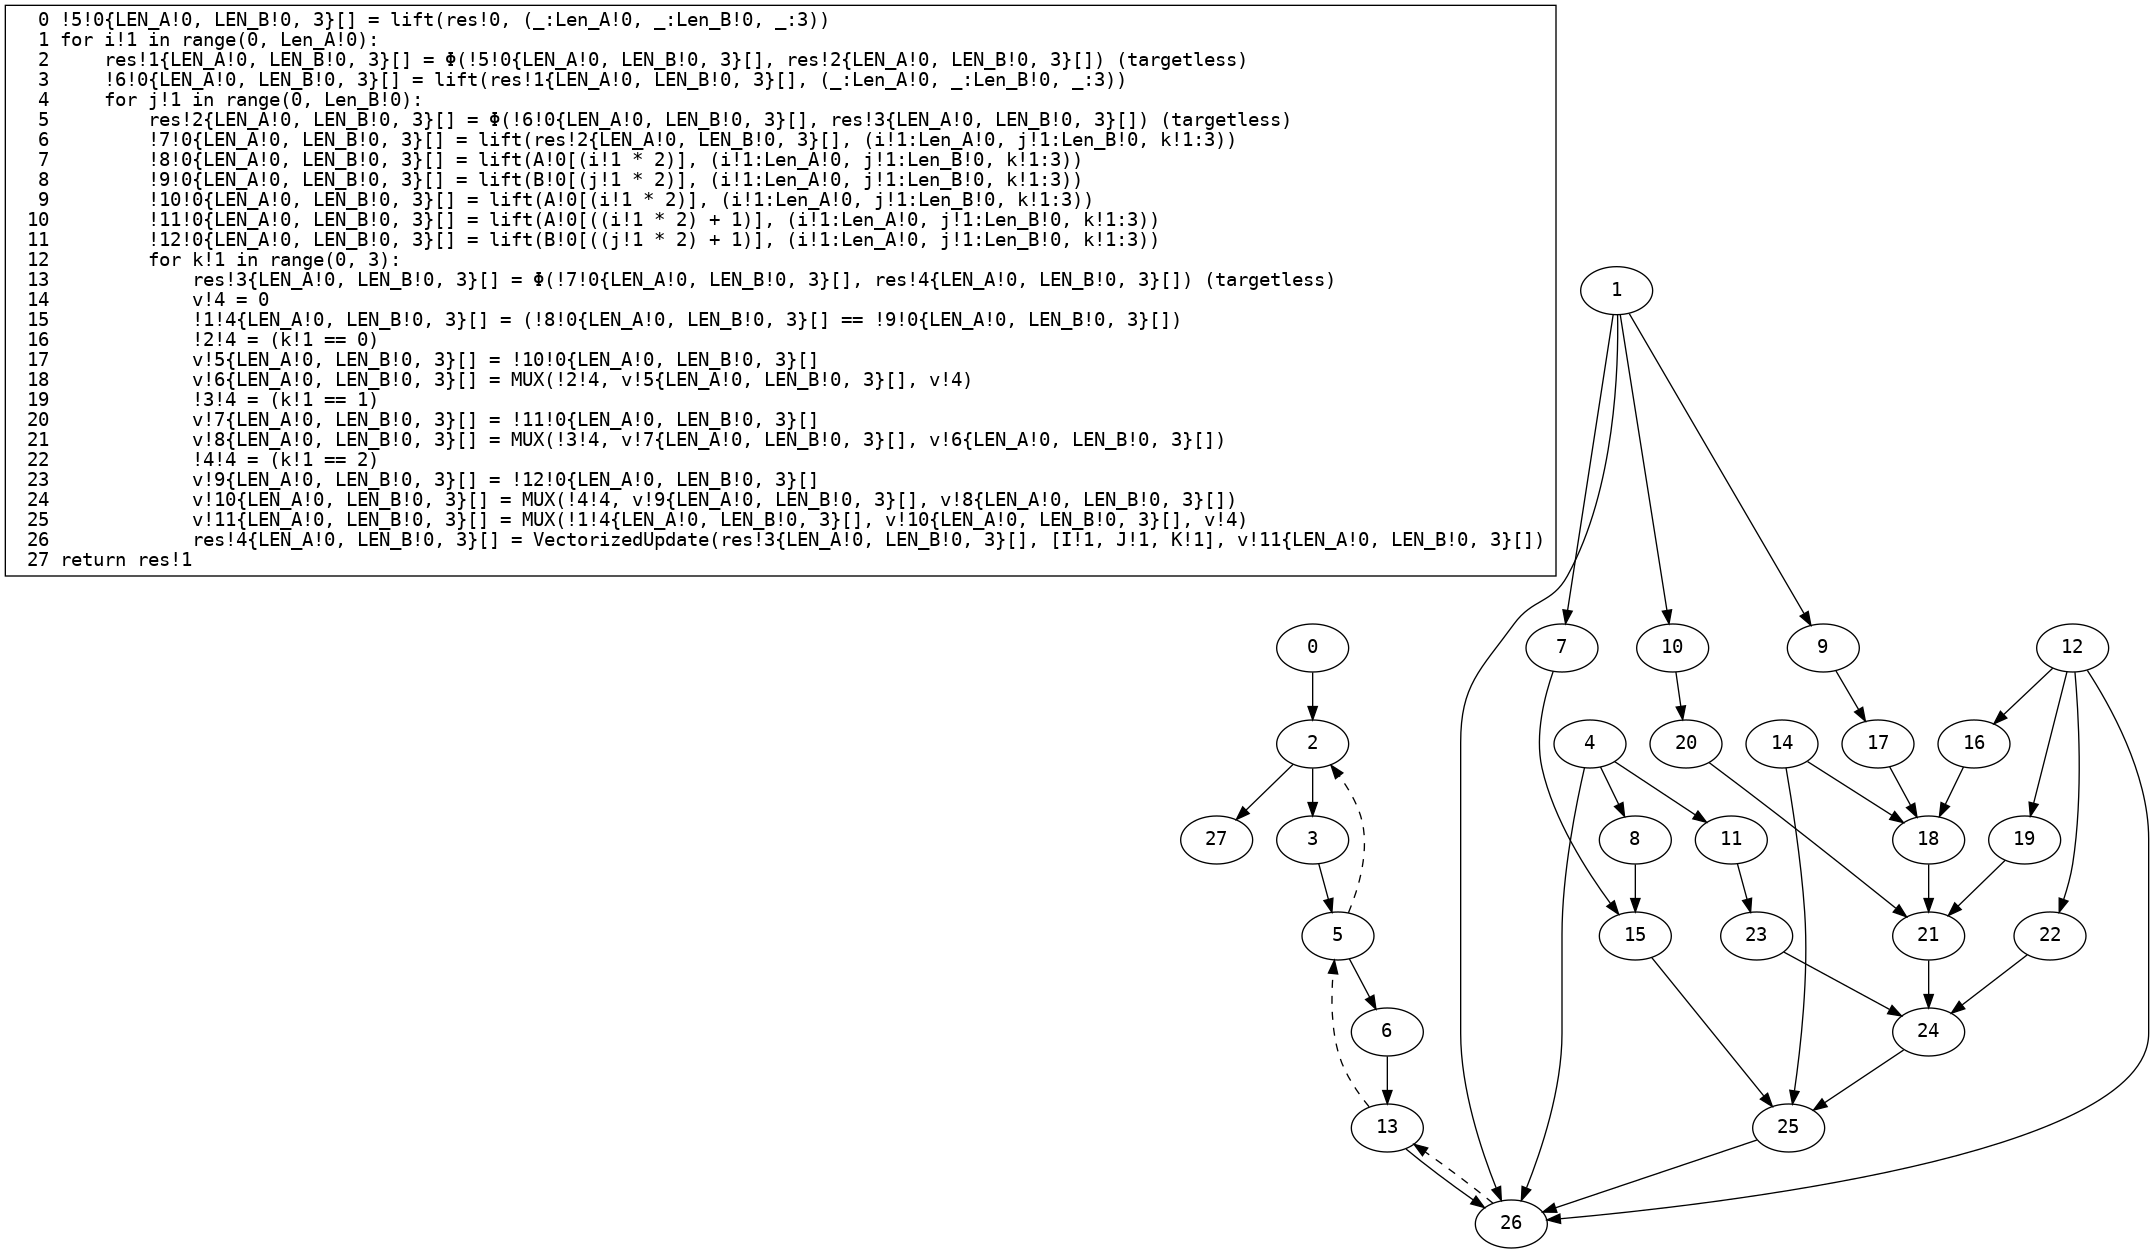 0 !5!0{LEN_A!0, LEN_B!0, 3}[] = lift(res!0, (_:Len_A!0, _:Len_B!0, _:3))
1 for i!1 in range(0, Len_A!0):
2     res!1{LEN_A!0, LEN_B!0, 3}[] = Φ(!5!0{LEN_A!0, LEN_B!0, 3}[], res!2{LEN_A!0, LEN_B!0, 3}[]) (targetless)
3     !6!0{LEN_A!0, LEN_B!0, 3}[] = lift(res!1{LEN_A!0, LEN_B!0, 3}[], (_:Len_A!0, _:Len_B!0, _:3))
4     for j!1 in range(0, Len_B!0):
5         res!2{LEN_A!0, LEN_B!0, 3}[] = Φ(!6!0{LEN_A!0, LEN_B!0, 3}[], res!3{LEN_A!0, LEN_B!0, 3}[]) (targetless)
6         !7!0{LEN_A!0, LEN_B!0, 3}[] = lift(res!2{LEN_A!0, LEN_B!0, 3}[], (i!1:Len_A!0, j!1:Len_B!0, k!1:3))
7         !8!0{LEN_A!0, LEN_B!0, 3}[] = lift(A!0[(i!1 * 2)], (i!1:Len_A!0, j!1:Len_B!0, k!1:3))
8         !9!0{LEN_A!0, LEN_B!0, 3}[] = lift(B!0[(j!1 * 2)], (i!1:Len_A!0, j!1:Len_B!0, k!1:3))
9         !10!0{LEN_A!0, LEN_B!0, 3}[] = lift(A!0[(i!1 * 2)], (i!1:Len_A!0, j!1:Len_B!0, k!1:3))
10         !11!0{LEN_A!0, LEN_B!0, 3}[] = lift(A!0[((i!1 * 2) + 1)], (i!1:Len_A!0, j!1:Len_B!0, k!1:3))
11         !12!0{LEN_A!0, LEN_B!0, 3}[] = lift(B!0[((j!1 * 2) + 1)], (i!1:Len_A!0, j!1:Len_B!0, k!1:3))
12         for k!1 in range(0, 3):
13             res!3{LEN_A!0, LEN_B!0, 3}[] = Φ(!7!0{LEN_A!0, LEN_B!0, 3}[], res!4{LEN_A!0, LEN_B!0, 3}[]) (targetless)
14             v!4 = 0
15             !1!4{LEN_A!0, LEN_B!0, 3}[] = (!8!0{LEN_A!0, LEN_B!0, 3}[] == !9!0{LEN_A!0, LEN_B!0, 3}[])
16             !2!4 = (k!1 == 0)
17             v!5{LEN_A!0, LEN_B!0, 3}[] = !10!0{LEN_A!0, LEN_B!0, 3}[]
18             v!6{LEN_A!0, LEN_B!0, 3}[] = MUX(!2!4, v!5{LEN_A!0, LEN_B!0, 3}[], v!4)
19             !3!4 = (k!1 == 1)
20             v!7{LEN_A!0, LEN_B!0, 3}[] = !11!0{LEN_A!0, LEN_B!0, 3}[]
21             v!8{LEN_A!0, LEN_B!0, 3}[] = MUX(!3!4, v!7{LEN_A!0, LEN_B!0, 3}[], v!6{LEN_A!0, LEN_B!0, 3}[])
22             !4!4 = (k!1 == 2)
23             v!9{LEN_A!0, LEN_B!0, 3}[] = !12!0{LEN_A!0, LEN_B!0, 3}[]
24             v!10{LEN_A!0, LEN_B!0, 3}[] = MUX(!4!4, v!9{LEN_A!0, LEN_B!0, 3}[], v!8{LEN_A!0, LEN_B!0, 3}[])
25             v!11{LEN_A!0, LEN_B!0, 3}[] = MUX(!1!4{LEN_A!0, LEN_B!0, 3}[], v!10{LEN_A!0, LEN_B!0, 3}[], v!4)
26             res!4{LEN_A!0, LEN_B!0, 3}[] = VectorizedUpdate(res!3{LEN_A!0, LEN_B!0, 3}[], [I!1, J!1, K!1], v!11{LEN_A!0, LEN_B!0, 3}[])
27 return res!1
1
0
7
10
9
12
2
4
20
14
17
16
27
3
8
11
18
19
5
15
23
21
22
6
24
13
25
26